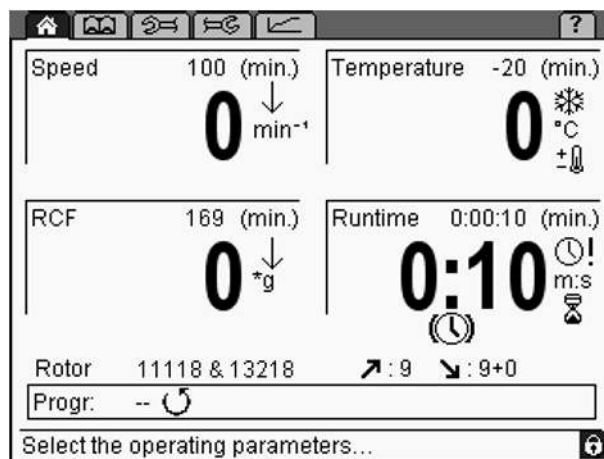 ?
Speed 100 (min.)
0 min⁻¹
Temperature -20 (min.)
0 °C
RCF 169 (min.)
0 *g
Runtime 0:00:10 (min.)
0:10 m:s
Rotor 11118 & 13218 ↗:9 ↘:9+0
Progr: --
Select the operating parameters...